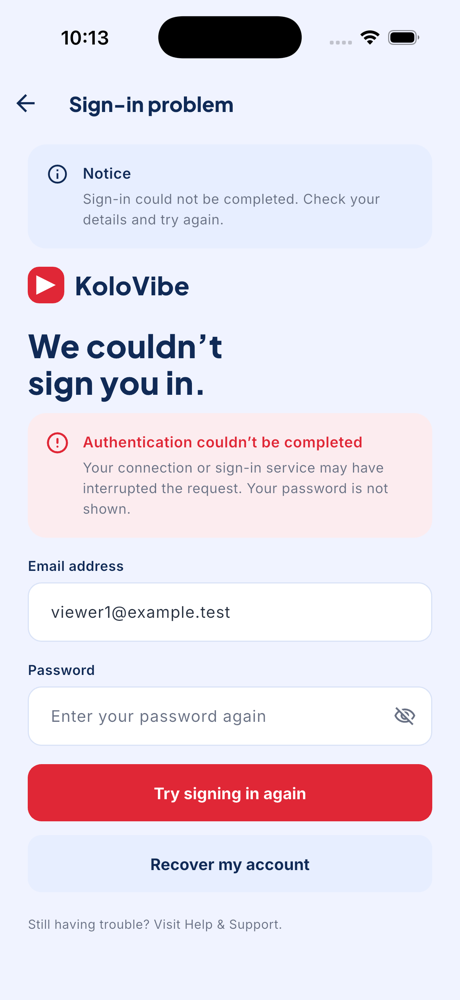 10:13
Sign-in problem
Notice
Sign-in could not be completed. Check your
details and try again.
KoloVibe
We couldn’t
sign you in.
Authentication couldn’t be completed
Your connection or sign-in service may have
interrupted the request. Your password is not
shown.
Email address
viewer1@example.test
Password
Enter your password again
Try signing in again
Recover my account
Still having trouble? Visit Help & Support.